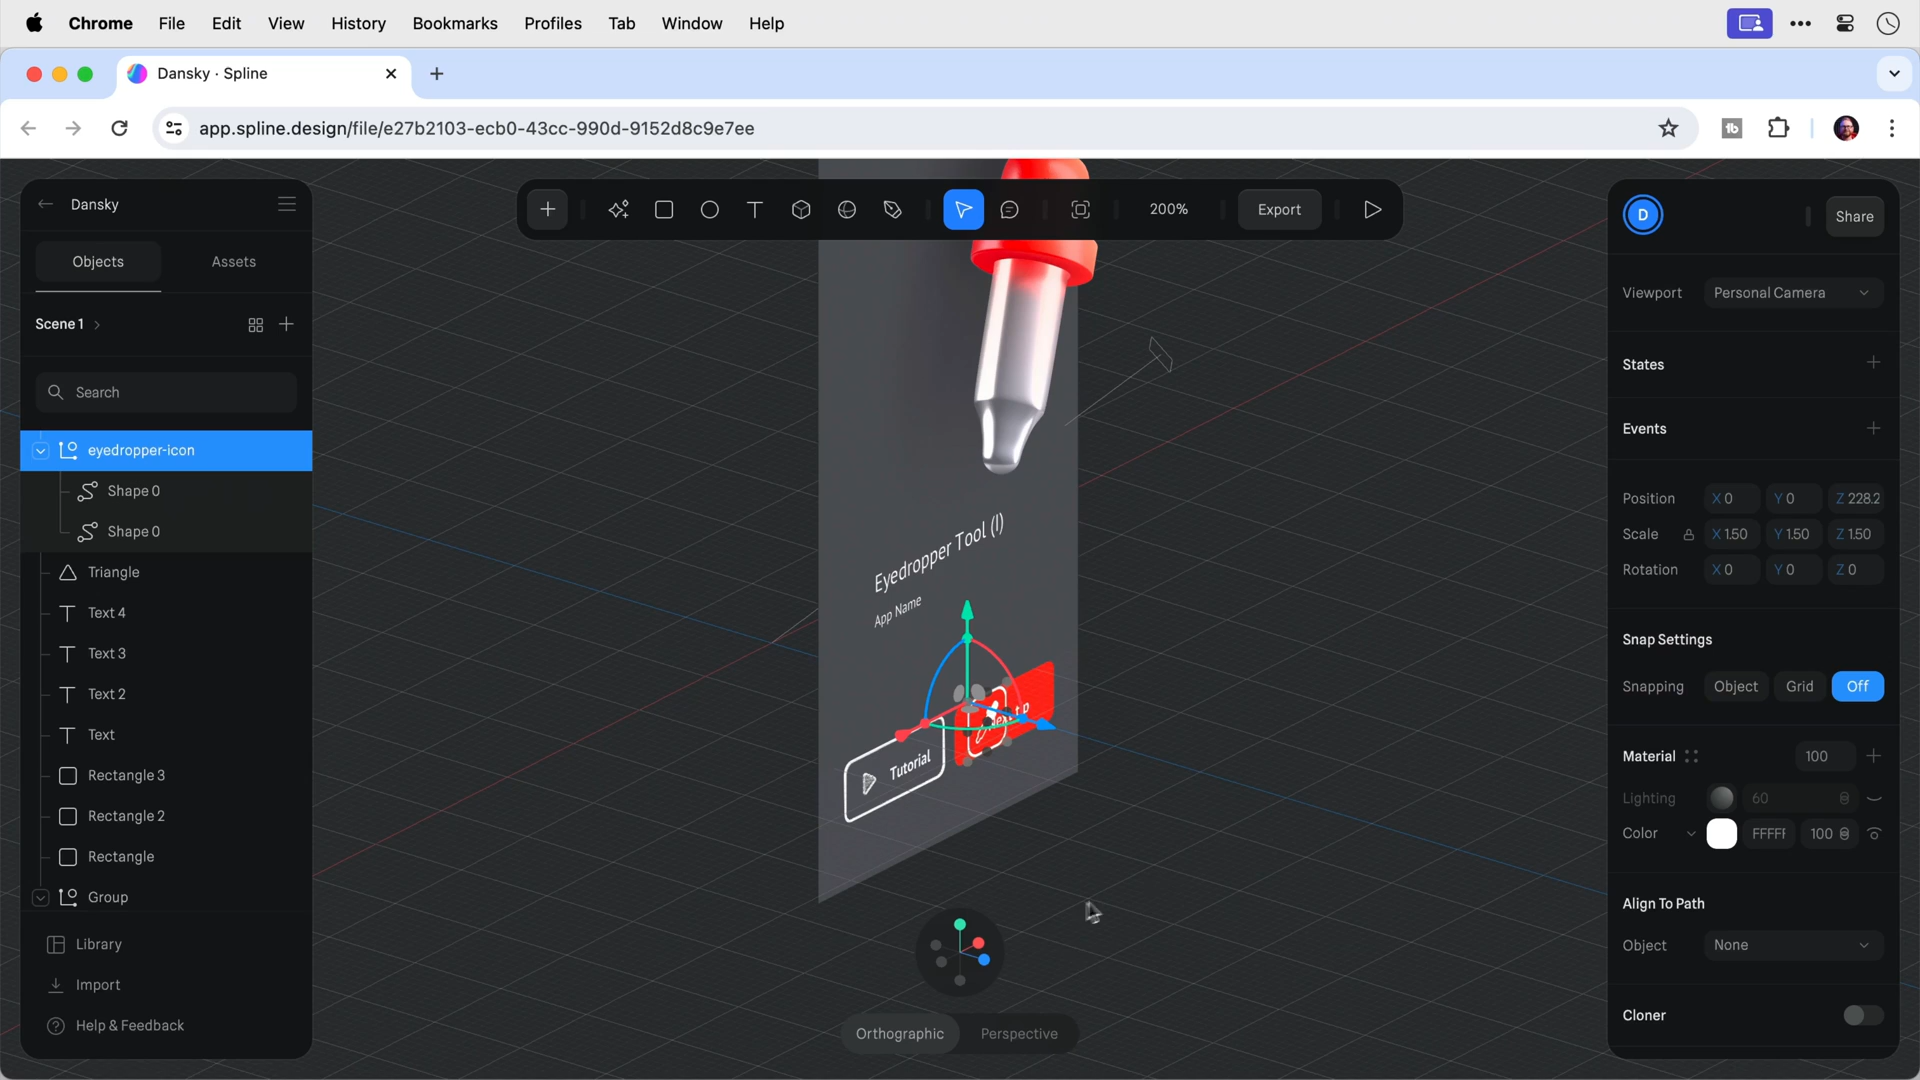 Chrome File Edit View History Bookmarks Profiles Tab Window Help
Dansky · Spline
app.spline.design/file/e27b2103-ecb0-43cc-990d-9152d8c9e7ee
Dansky
Objects Assets
Scene 1
Search
eyedropper-icon
Shape 0
Shape 0
Triangle
Text 4
Text 3
Text 2
Text
Rectangle 3
Rectangle 2
Rectangle
Group
Library
Import
Help & Feedback
200%
Export
Eyedropper Tool (I)
App Name
Tutorial
Orthographic Perspective
D
Share
Viewport Personal Camera
States
Events
Position X 0 Y 0 Z 228.2
Scale X 1.50 Y 1.50 Z 1.50
Rotation X 0 Y 0 Z 0
Snap Settings
Snapping Object Grid Off
Material 100
Lighting 60
Color FFFFF 100
Align To Path
Object None
Cloner